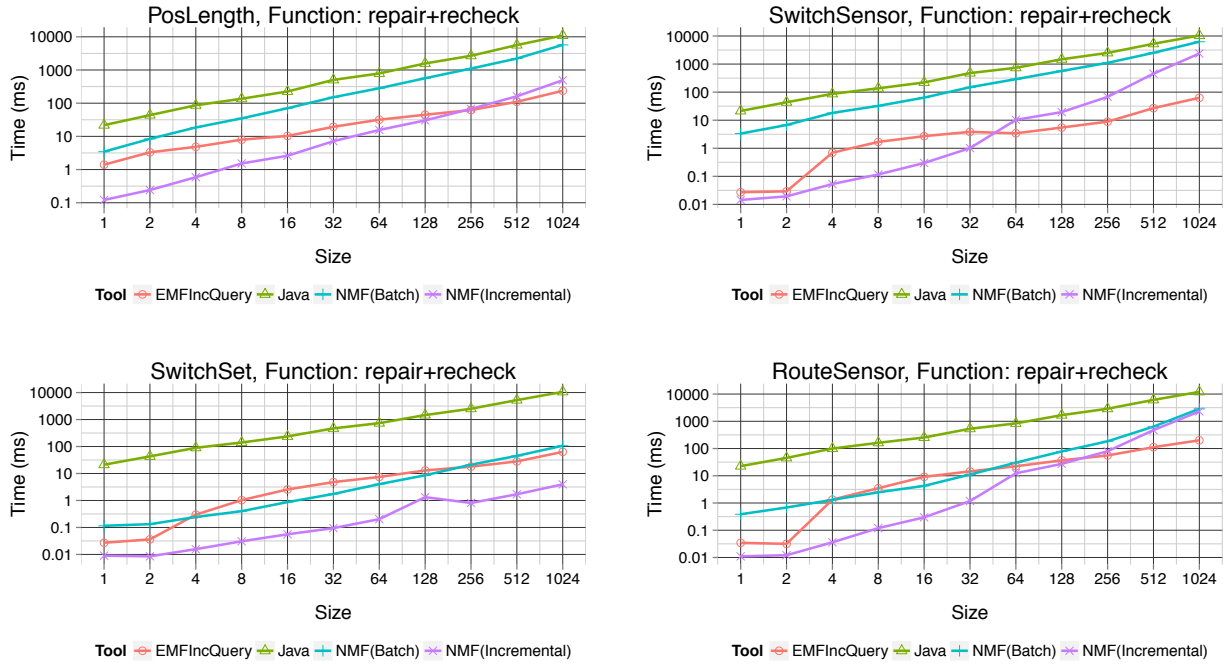 PosLength, Function: repair+recheck
10000
1000
100
10
1
0.1
Time (ms)
1 2 4 8 16 32 64 128 256 512 1024
Size
Tool EMFIncQuery Java NMF(Batch) NMF(Incremental)
SwitchSensor, Function: repair+recheck
10000
1000
100
10
1
0.1
0.01
Time (ms)
1 2 4 8 16 32 64 128 256 512 1024
Size
Tool EMFIncQuery Java NMF(Batch) NMF(Incremental)
SwitchSet, Function: repair+recheck
10000
1000
100
10
1
0.1
0.01
Time (ms)
1 2 4 8 16 32 64 128 256 512 1024
Size
Tool EMFIncQuery Java NMF(Batch) NMF(Incremental)
RouteSensor, Function: repair+recheck
10000
1000
100
10
1
0.1
0.01
Time (ms)
1 2 4 8 16 32 64 128 256 512 1024
Size
Tool EMFIncQuery Java NMF(Batch) NMF(Incremental)